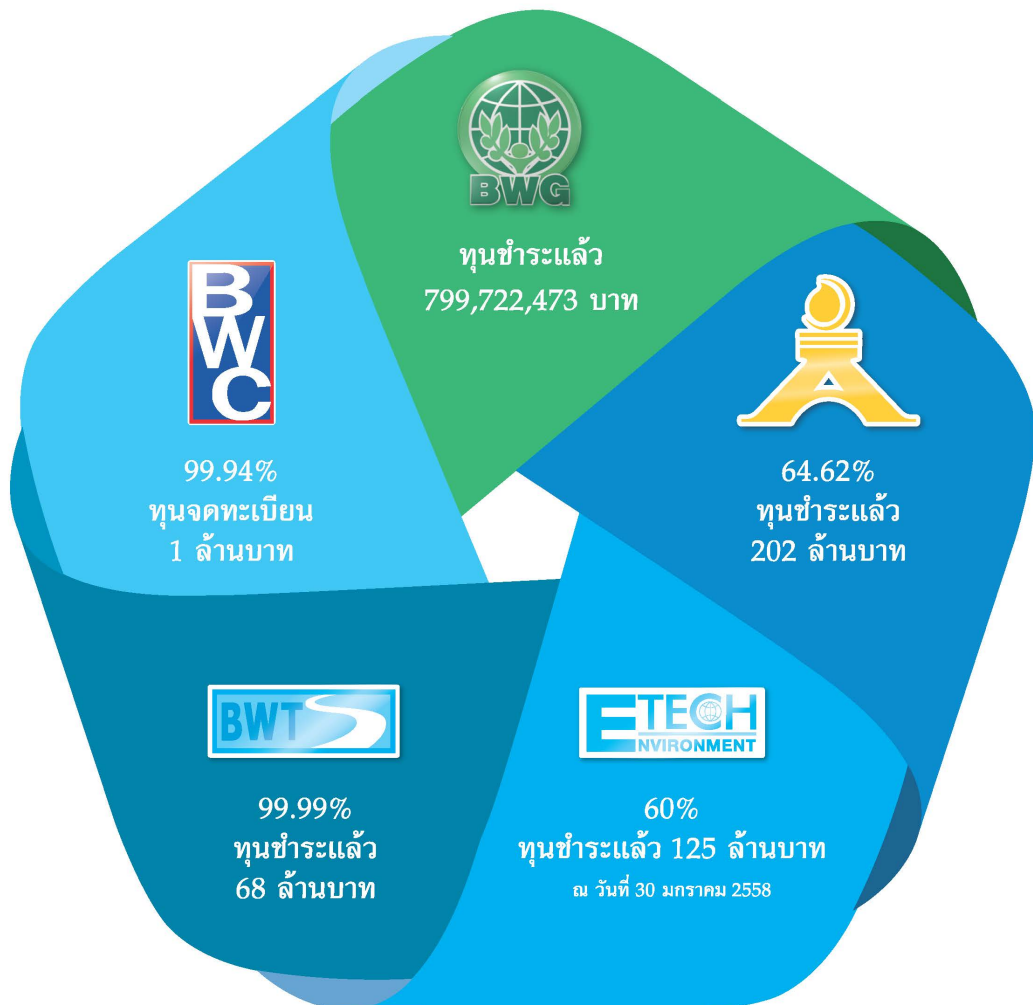 BWG
ทุนชำระแล้ว
799,722,473 บาท
BWC
99.94%
ทุนจดทะเบียน
1 ล้านบาท
64.62%
ทุนชำระแล้ว
202 ล้านบาท
BWT
99.99%
ทุนชำระแล้ว
68 ล้านบาท
ETECH
ENVIRONMENT
60%
ทุนชำระแล้ว 125 ล้านบาท
ณ วันที่ 30 มกราคม 2558